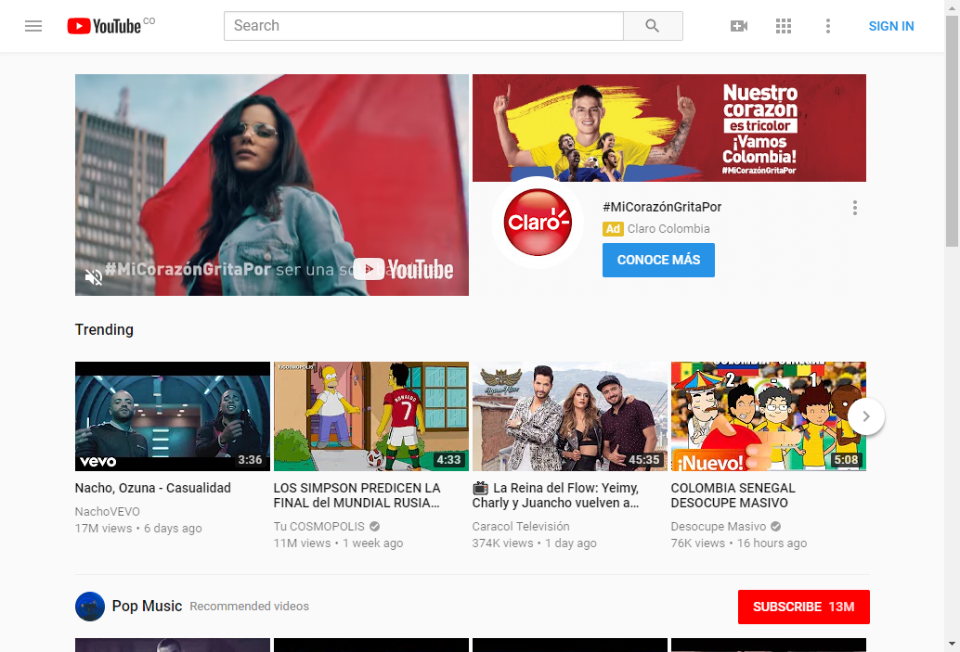 YouTube CO
Search
SIGN IN
#MiCorazónGritaPor ser una so
YouTube
Nuestro
corazón
es tricolor
¡Vamos
Colombia!
#MiCorazónGritaPor
Claro
#MiCorazónGritaPor
Ad Claro Colombia
CONOCE MÁS
Trending
vevo
3:36
4:33
RONALDO
7
45:35
2
1
¡Nuevo!
5:08
Nacho, Ozuna - Casualidad
NachoVEVO
17M views • 6 days ago
LOS SIMPSON PREDICEN LA
FINAL del MUNDIAL RUSIA...
Tu COSMOPOLIS
11M views • 1 week ago
La Reina del Flow: Yeimy,
Charly y Juancho vuelven a...
Caracol Televisión
374K views • 1 day ago
COLOMBIA SENEGAL
DESOCUPE MASIVO
Desocupe Masivo
76K views • 16 hours ago
Pop Music Recommended videos
SUBSCRIBE 13M